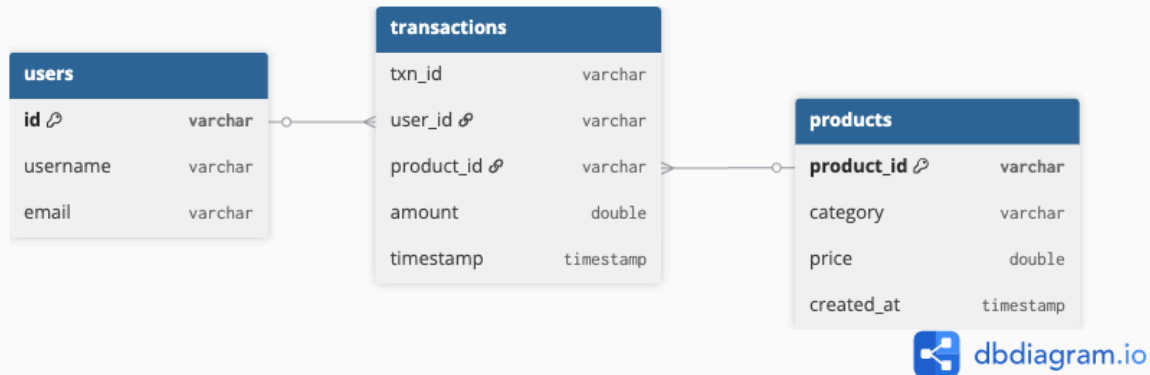 users
id varchar
username varchar
email varchar
transactions
txn_id varchar
user_id varchar
product_id varchar
amount double
timestamp timestamp
products
product_id varchar
category varchar
price double
created_at timestamp
dbdiagram.io